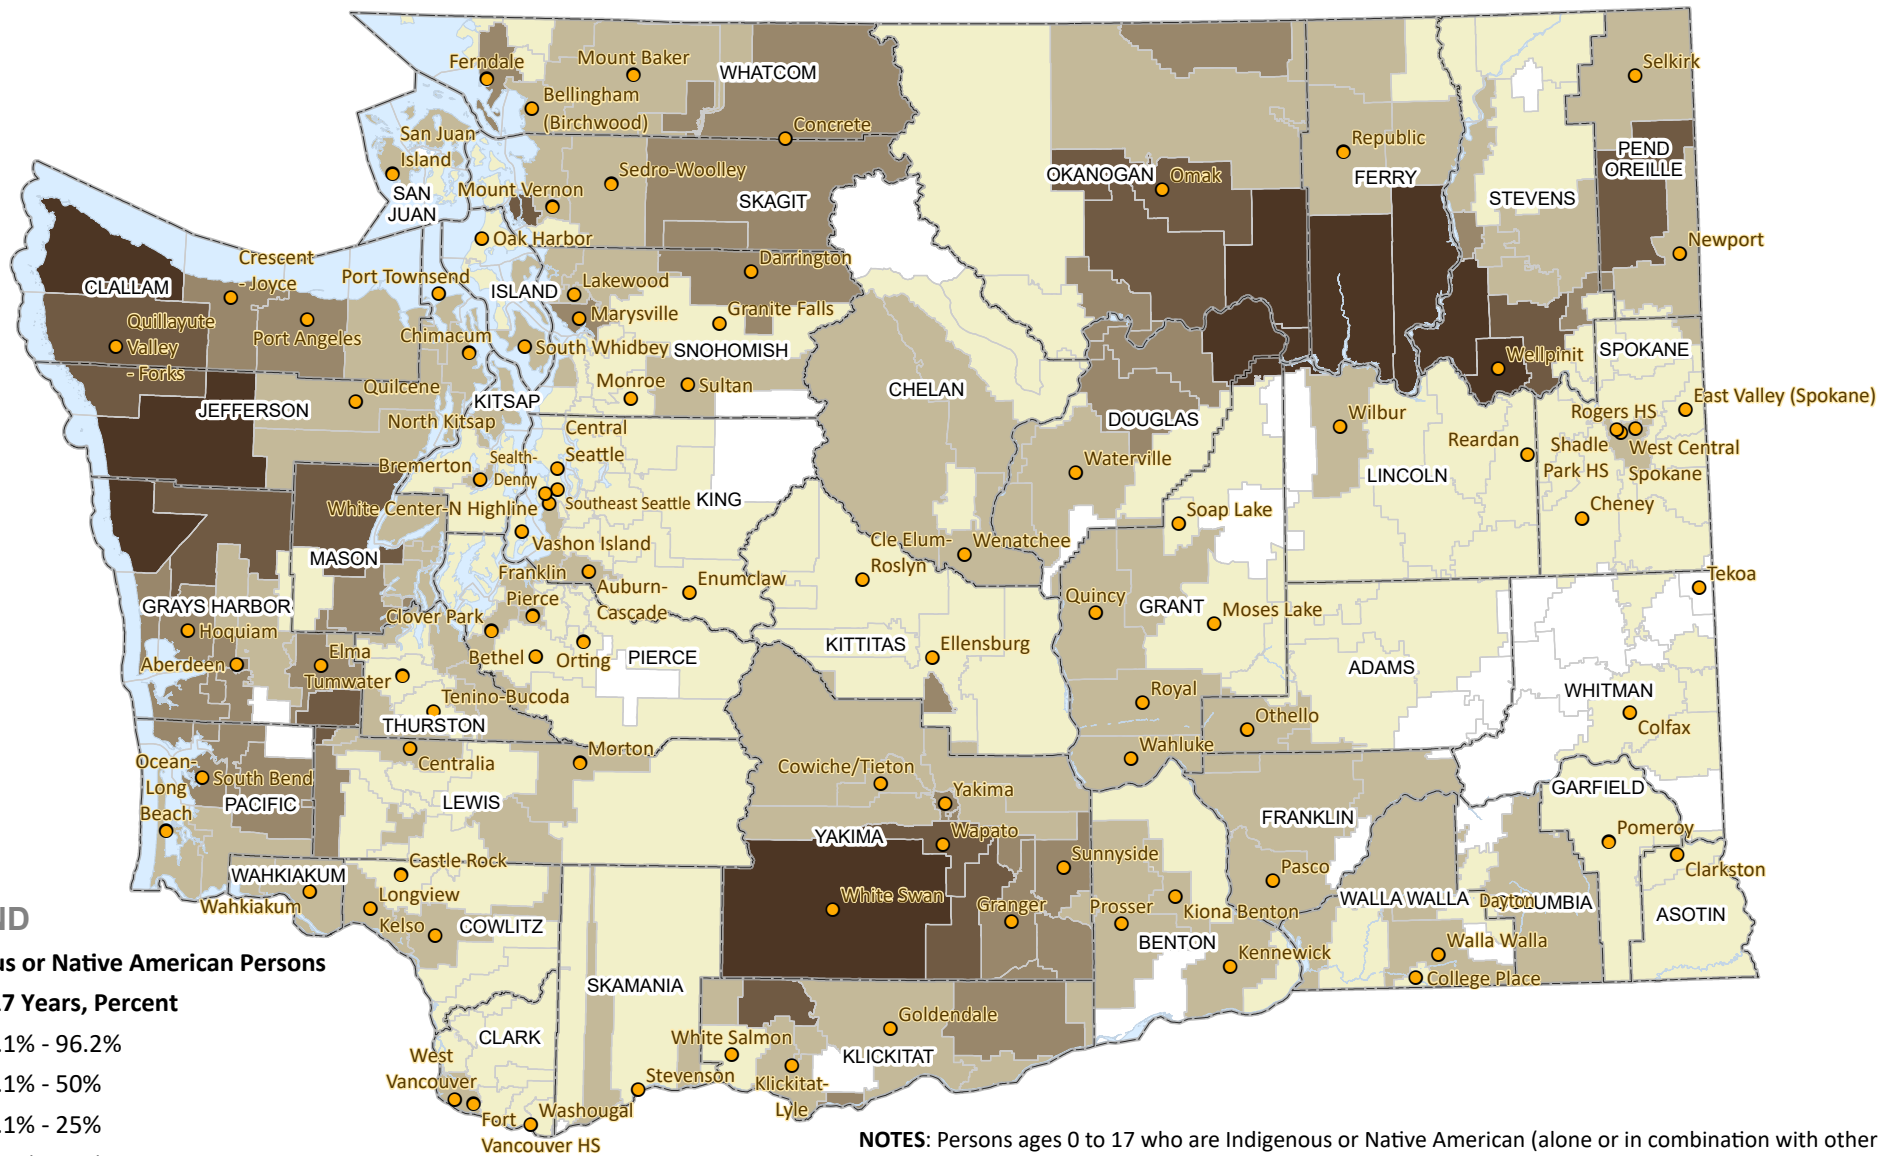 Ferndale
Mount Baker
WHATCOM
Selkirk
Bellingham
(Birchwood)
Concrete
San Juan
Island
Republic
PEND
OREILLE
Sedro-Woolley
OKANOGAN
Omak
FERRY
Mount Vernon
SAN
JUAN
SKAGIT
STEVENS
Oak Harbor
Newport
Crescent
- Joyce
Darrington
CLALLAM
Port Townsend
ISLAND
Lakewood
Quillayute
Valley
- Forks
Port Angeles
Marysville
Granite Falls
Chimacum
South Whidbey
SNOHOMISH
Wellpinit
SPOKANE
Quilcene
Monroe
Sultan
CHELAN
JEFFERSON
KITSAP
East Valley (Spokane)
North Kitsap
Central
Seattle
DOUGLAS
Wilbur
Rogers HS
Reardan
Shadle
Park HS
West Central
Spokane
Bremerton
Sealth-
Denny
Waterville
LINCOLN
White Center-N Highline
Southeast Seattle
KING
Soap Lake
Cheney
MASON
Vashon Island
Cle Elum-
Roslyn
Wenatchee
Franklin
Pierce
Auburn-
Cascade
Enumclaw
Tekoa
GRAYS HARBOR
Clover Park
Quincy
GRANT
Moses Lake
Hoquiam
KITTITAS
Ellensburg
Aberdeen
Elma
Bethel
Orting
PIERCE
ADAMS
Tumwater
Tenino-Bucoda
Royal
WHITMAN
THURSTON
Othello
Colfax
Centralia
Morton
Wahluke
Ocean-
Long
Beach
South Bend
Cowiche/Tieton
PACIFIC
LEWIS
Yakima
GARFIELD
YAKIMA
Wapato
FRANKLIN
Pomeroy
Castle Rock
Sunnyside
WAHKIAKUM
Pasco
Clarkston
Longview
White Swan
Granger
Prosser
Kiona Benton
WALLA WALLA
Dayton
COLUMBIA
Wahkiakum
ASOTIN
Kelso
COWLITZ
BENTON
Walla Walla
Kennewick
College Place
SKAMANIA
Goldendale
CLARK
White Salmon
KLICKITAT
West
Vancouver
Stevenson
Klickitat-
Lyle
Fort
Vancouver HS
Washougal
ND
us or Native American Persons
17 Years, Percent
.1% - 96.2%
.1% - 50%
.1% - 25%
NOTES: Persons ages 0 to 17 who are Indigenous or Native American (alone or in combination with other